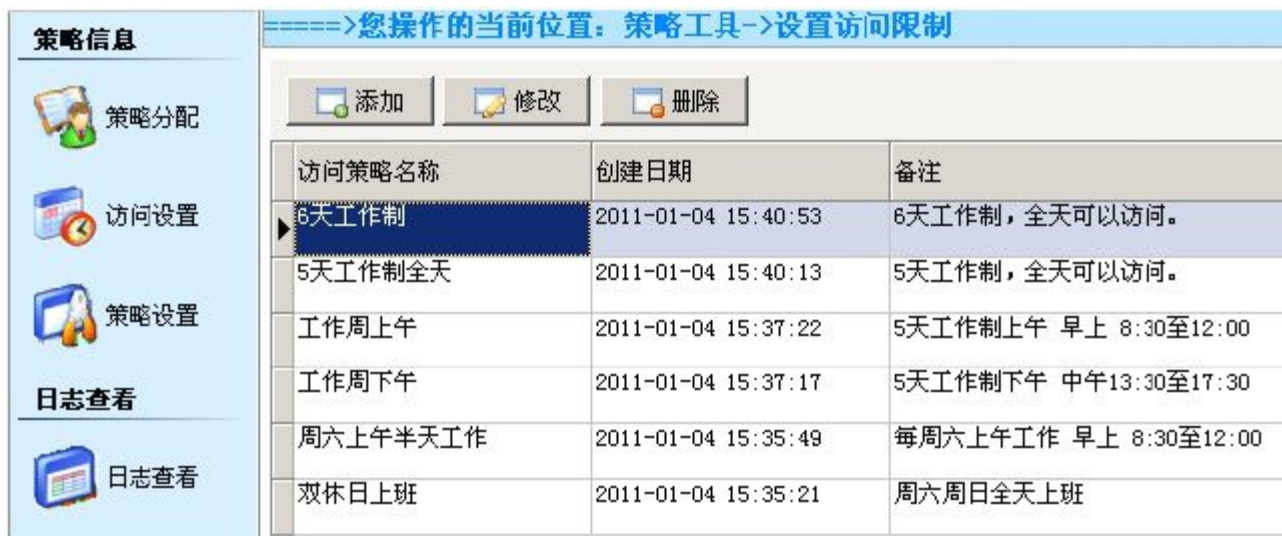 策略信息
策略分配
访问设置
策略设置
日志查看
日志查看
=====>您操作的当前位置：策略工具->设置访问限制
添加 修改 删除
访问策略名称 创建日期 备注
6天工作制 2011-01-04 15:40:53 6天工作制，全天可以访问。
5天工作制全天 2011-01-04 15:40:13 5天工作制，全天可以访问。
工作周上午 2011-01-04 15:37:22 5天工作制上午 早上 8:30至12:00
工作周下午 2011-01-04 15:37:17 5天工作制下午 中午13:30至17:30
周六上午半天工作 2011-01-04 15:35:49 每周六上午工作 早上 8:30至12:00
双休日上班 2011-01-04 15:35:21 周六周日全天上班